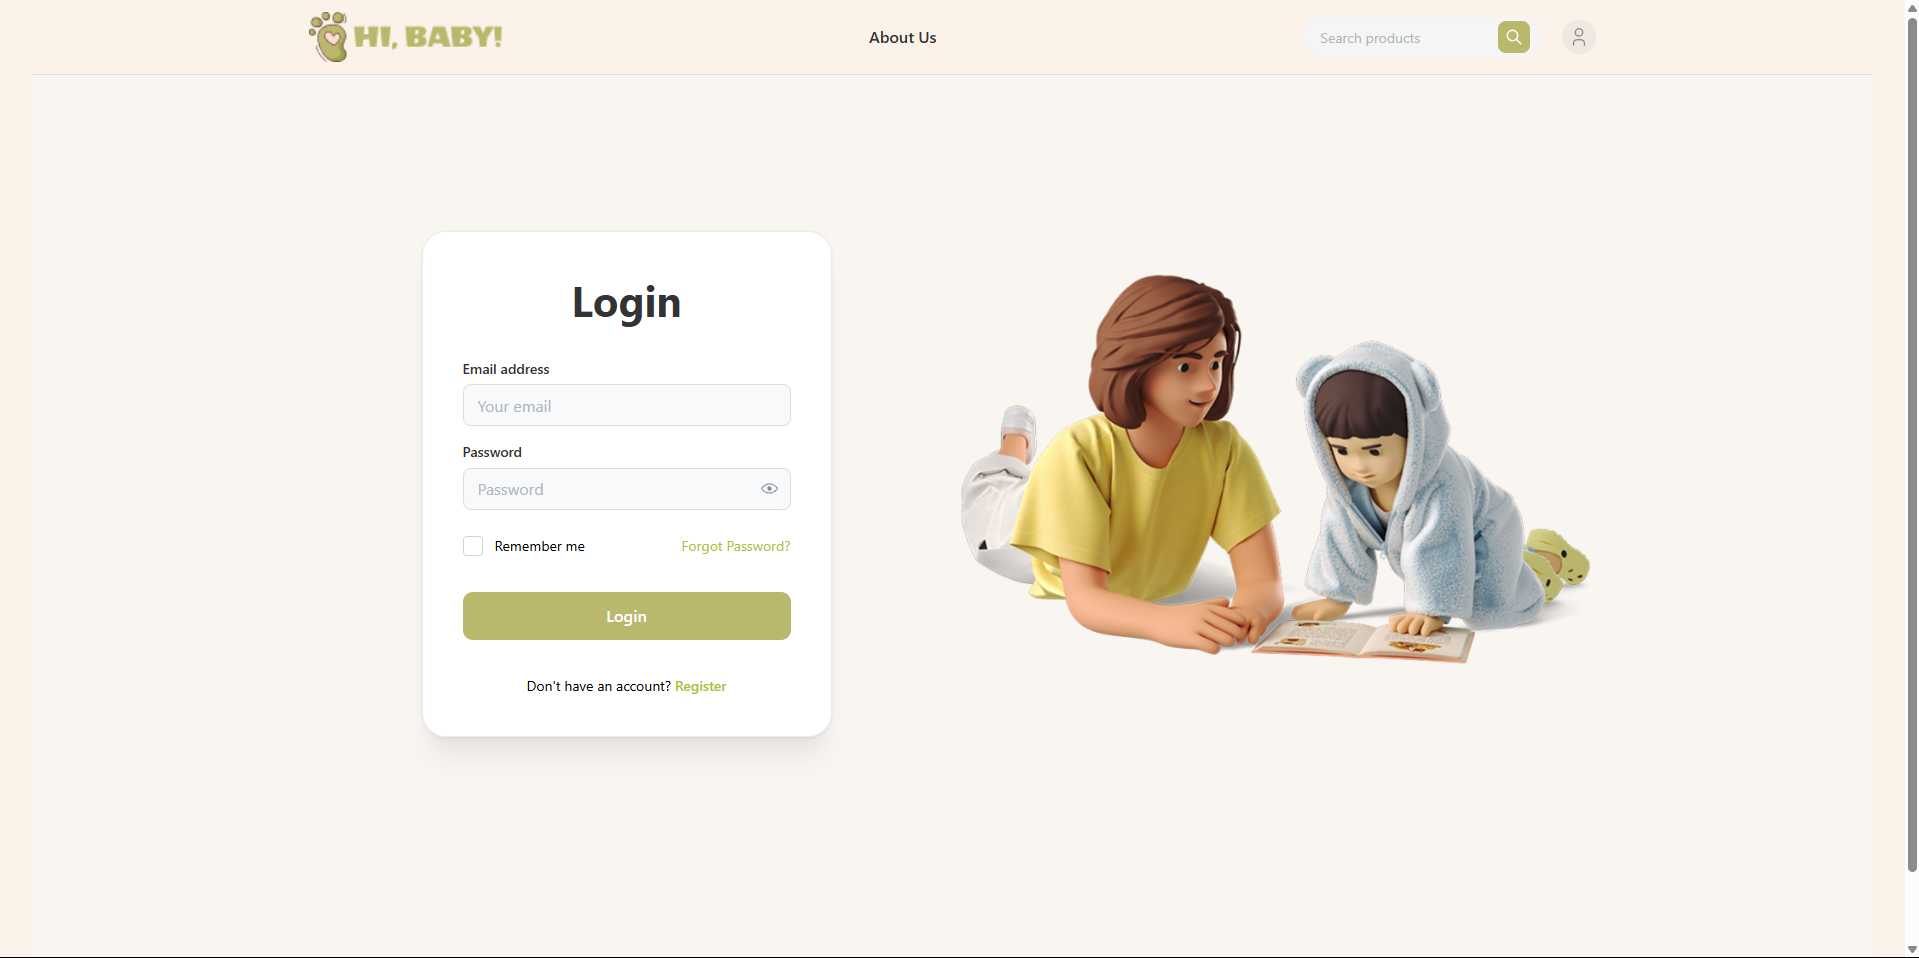 HI, BABY!
About Us
Search products
Login
Email address
Your email
Password
Password
Remember me
Forgot Password?
Login
Don't have an account? Register